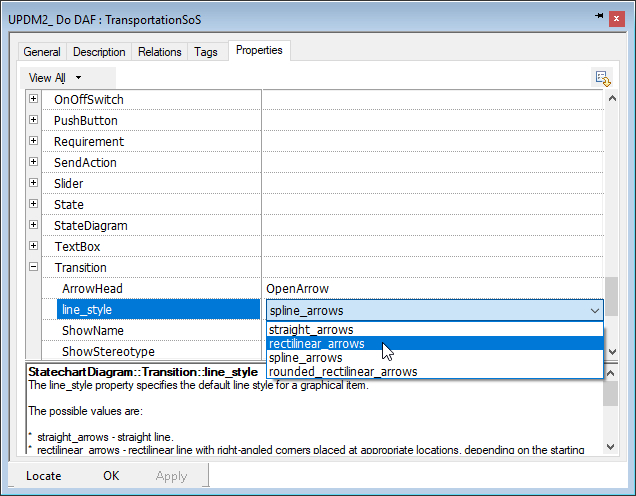 UPDM2_ Do DAF : TransportationSoS
General Description Relations Tags Properties
View All
OnOffSwitch
PushButton
Requirement
SendAction
Slider
State
StateDiagram
TextBox
Transition
ArrowHead OpenArrow
line_style spline_arrows
ShowName straight_arrows
rectilinear_arrows
ShowStereotype spline_arrows
rounded_rectilinear_arrows
StatechartDiagram::Transition::line_style
The line_style property specifies the default line style for a graphical item.
The possible values are:
* straight_arrows - straight line.
* rectilinear_arrows - rectilinear line with right-angled corners placed at appropriate locations, depending on the starting
Locate OK Apply